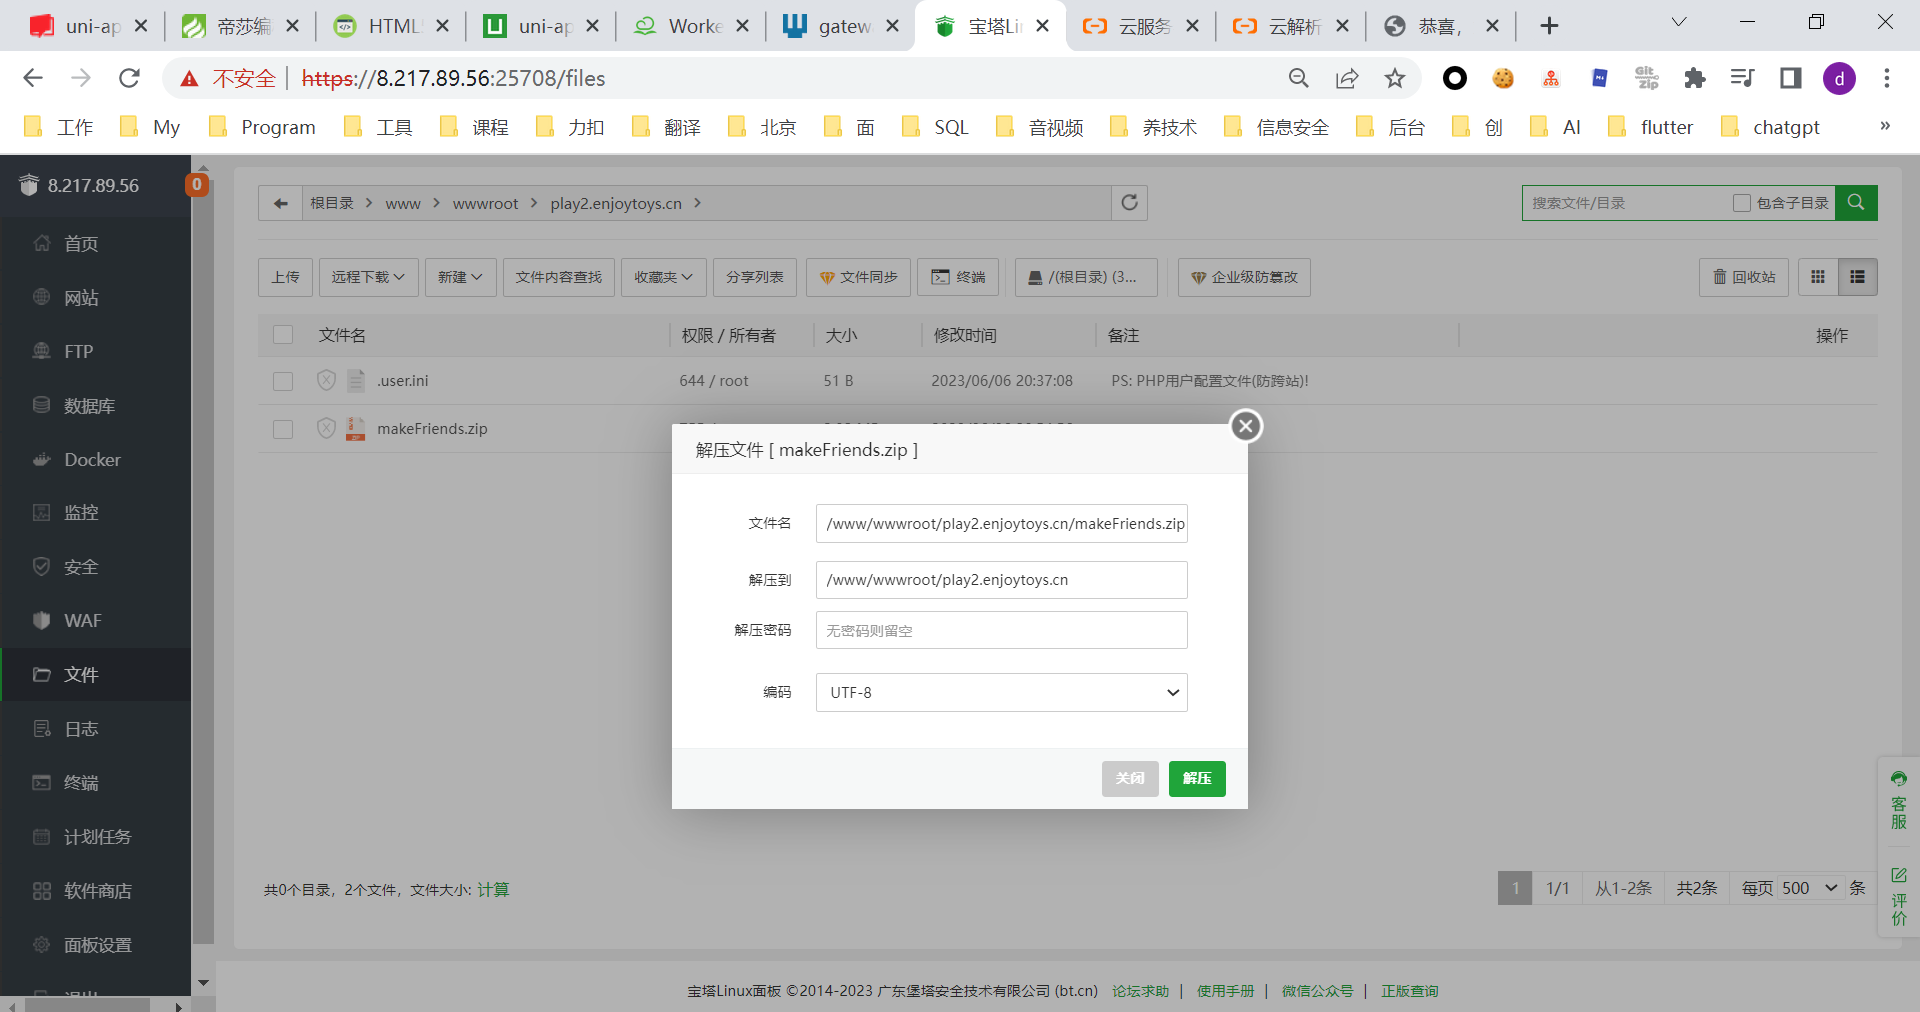 uni-ap
帝莎编
HTML5
uni-ap
Worke
gatew
宝塔Lin
云服务
云解析
恭喜，
不安全 https://8.217.89.56:25708/files
工作
My
Program
工具
课程
力扣
翻译
北京
面
SQL
音视频
养技术
信息安全
后台
创
AI
flutter
chatgpt
»
8.217.89.56
0
首页
网站
FTP
数据库
Docker
监控
安全
WAF
文件
日志
终端
计划任务
软件商店
面板设置
根目录 > www > wwwroot > play2.enjoytoys.cn >
搜索文件/目录 包含子目录
上传 远程下载 新建 文件内容查找 收藏夹 分享列表 文件同步 终端 /(根目录) (3... 企业级防篡改 回收站
文件名 权限 / 所有者 大小 修改时间 备注 操作
.user.ini 644 / root 51 B 2023/06/06 20:37:08 PS: PHP用户配置文件(防跨站)!
makeFriends.zip
解压文件 [ makeFriends.zip ]
文件名 /www/wwwroot/play2.enjoytoys.cn/makeFriends.zip
解压到 /www/wwwroot/play2.enjoytoys.cn
解压密码 无密码则留空
编码 UTF-8
关闭 解压
客服
评价
共0个目录，2个文件，文件大小: 计算
1 1/1 从1-2条 共2条 每页 500 条
宝塔Linux面板 ©2014-2023 广东堡塔安全技术有限公司 (bt.cn) 论坛求助 | 使用手册 | 微信公众号 | 正版查询